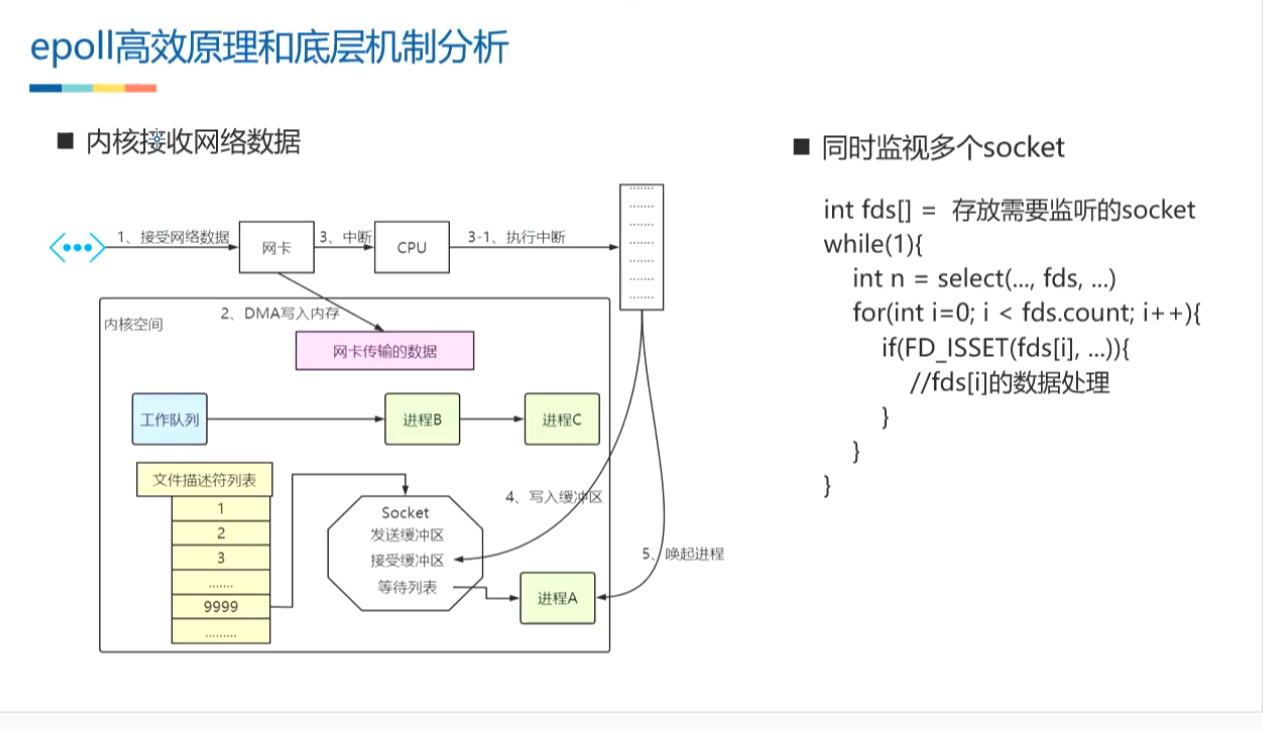 epoll高效原理和底层机制分析
■ 内核接收网络数据
1、接受网络数据
网卡
3、中断
CPU
3-1、执行中断
.......
.......
.......
.......
.......
.......
.......
内核空间
2、DMA写入内存
网卡传输的数据
工作队列
进程B
进程C
文件描述符列表
1
2
3
.......
9999
.........
Socket
发送缓冲区
接受缓冲区
等待列表
4、写入缓冲区
进程A
5、唤起进程
■ 同时监视多个socket
int fds[] = 存放需要监听的socket
while(1){
int n = select(..., fds, ...)
for(int i=0; i < fds.count; i++){
if(FD_ISSET(fds[i], ...)){
//fds[i]的数据处理
}
}
}